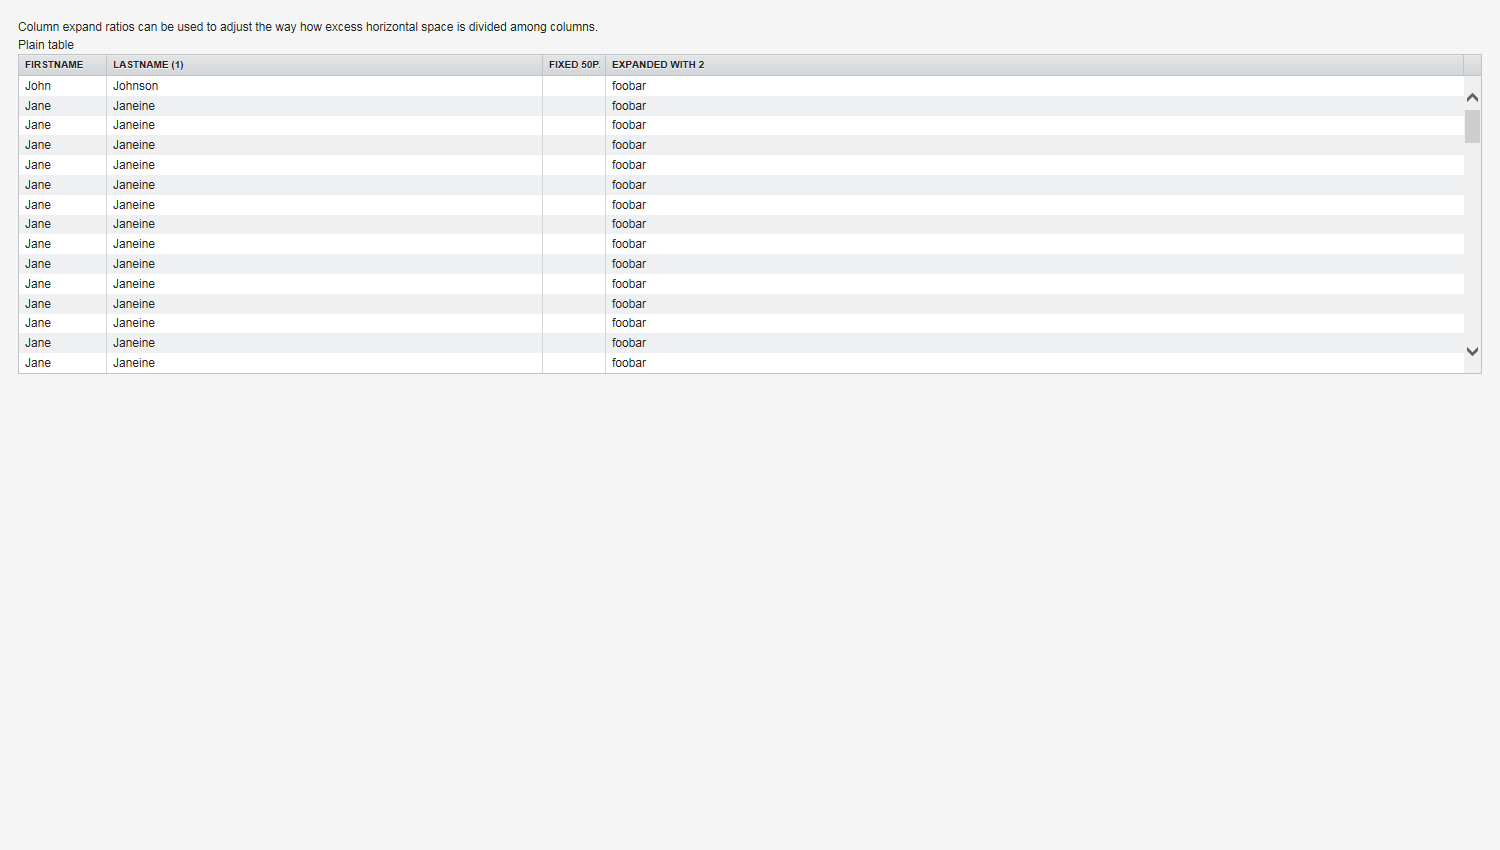 Column expand ratios can be used to adjust the way how excess horizontal space is divided among columns.
Plain table
FIRSTNAME LASTNAME (1) FIXED 50P. EXPANDED WITH 2
John Johnson foobar
Jane Janeine foobar
Jane Janeine foobar
Jane Janeine foobar
Jane Janeine foobar
Jane Janeine foobar
Jane Janeine foobar
Jane Janeine foobar
Jane Janeine foobar
Jane Janeine foobar
Jane Janeine foobar
Jane Janeine foobar
Jane Janeine foobar
Jane Janeine foobar
Jane Janeine foobar